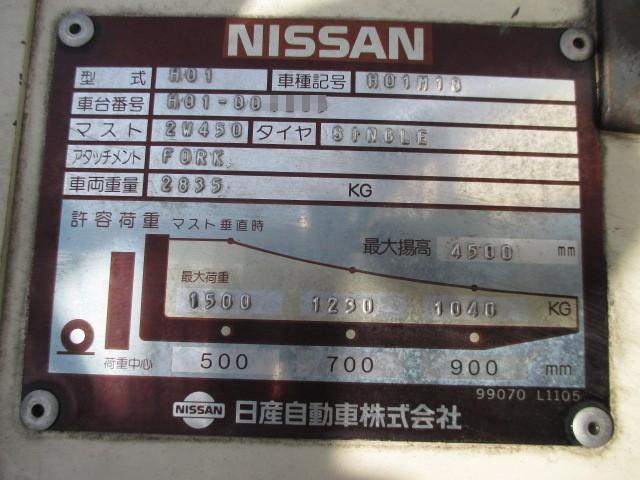 NISSAN
型式 H01 車種記号 H01M18
車台番号 H01-00
マスト 2W450 タイヤ SINGLE
アタッチメント FORK
車両重量 2835 KG
許容荷重 マスト垂直時
最大揚高 4500 mm
最大荷重
1500 1230 1040 KG
荷重中心 500 700 900 mm
99070 L1105
NISSAN 日産自動車株式会社